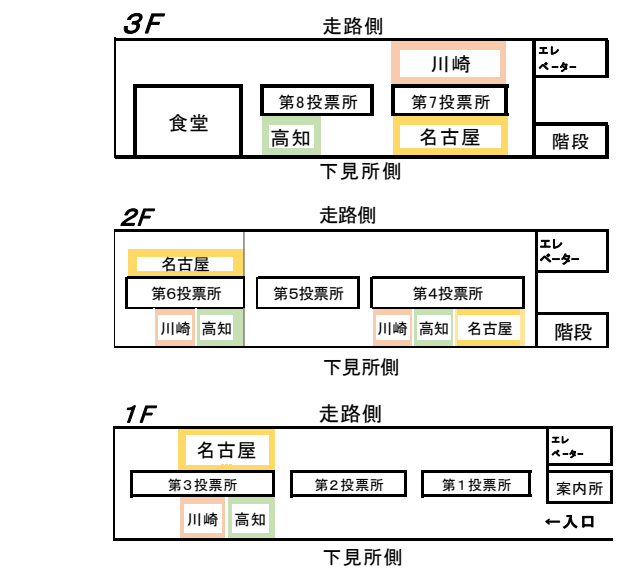 3F
走路側
川崎
エレ
ベーター
第8投票所
第7投票所
食堂
高知
名古屋
階段
下見所側
2F
走路側
名古屋
エレ
ベーター
第6投票所
第5投票所
第4投票所
川崎
高知
川崎
高知
名古屋
階段
下見所側
1F
走路側
名古屋
エレ
ベーター
第3投票所
第2投票所
第1投票所
案内所
川崎
高知
←入口
下見所側